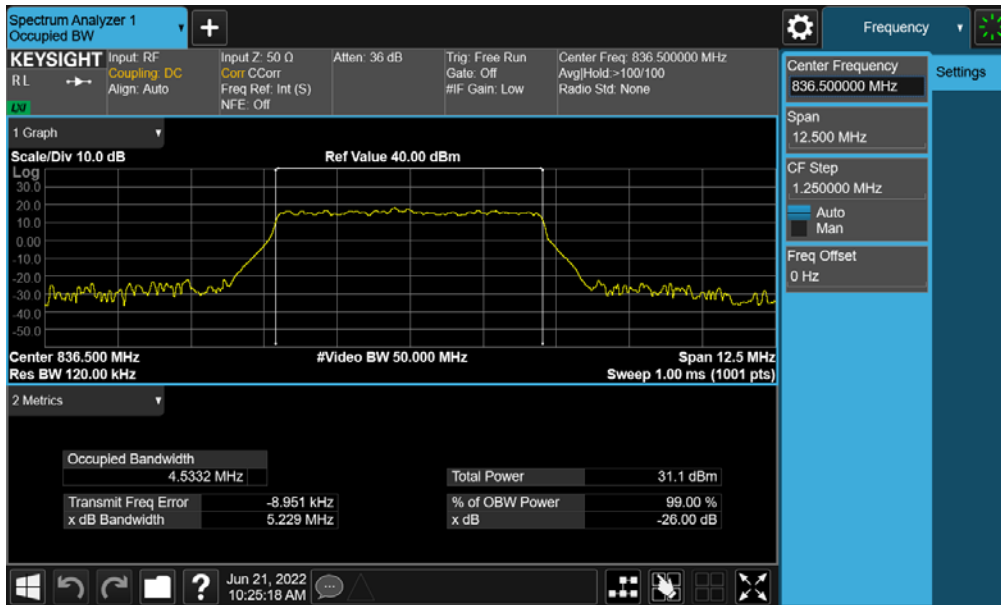 Spectrum Analyzer 1
Occupied BW
Frequency
KEYSIGHT
RL
LXI
Input: RF
Coupling: DC
Align: Auto
Input Z: 50 Ω
Corr CCorr
Freq Ref: Int (S)
NFE: Off
Atten: 36 dB
Trig: Free Run
Gate: Off
#IF Gain: Low
Center Freq: 836.500000 MHz
Avg|Hold:>100/100
Radio Std: None
Center Frequency
836.500000 MHz
Settings
Span
12.500 MHz
CF Step
1.250000 MHz
Auto
Man
Freq Offset
0 Hz
1 Graph
Scale/Div 10.0 dB
Ref Value 40.00 dBm
Log
30.0
20.0
10.0
0.00
-10.0
-20.0
-30.0
-40.0
-50.0
Center 836.500 MHz
#Video BW 50.000 MHz
Span 12.5 MHz
Res BW 120.00 kHz
Sweep 1.00 ms (1001 pts)
2 Metrics
Occupied Bandwidth
4.5332 MHz
Total Power 31.1 dBm
Transmit Freq Error -8.951 kHz
% of OBW Power 99.00 %
x dB Bandwidth 5.229 MHz
x dB -26.00 dB
?
Jun 21, 2022
10:25:18 AM